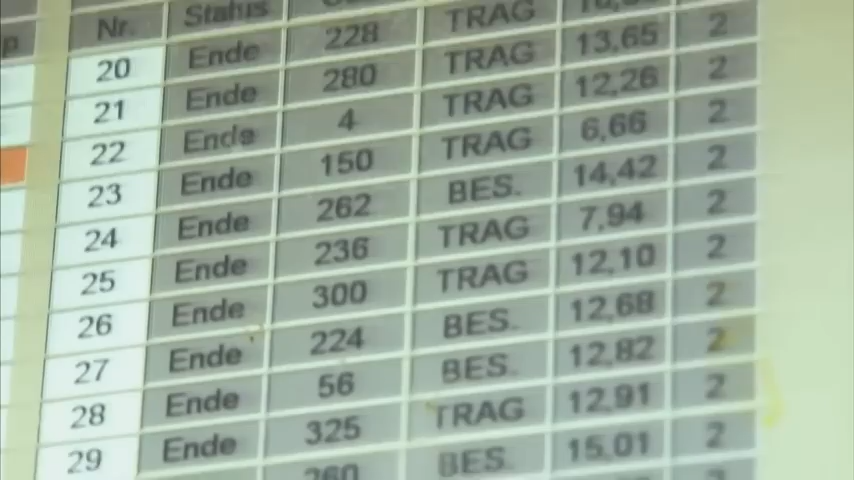 Nr. Status
20 Ende 228 TRAG
21 Ende 280 TRAG 13,65 2
22 Ende 4 TRAG 12,26 2
23 Ende 150 TRAG 6,66 2
24 Ende 262 BES. 14,42 2
25 Ende 236 TRAG 7,94 2
26 Ende 300 TRAG 12,10 2
27 Ende 224 BES. 12,68 2
28 Ende 56 BES. 12,82 2
29 Ende 325 TRAG 12,91 2
260 BES. 15,01 2